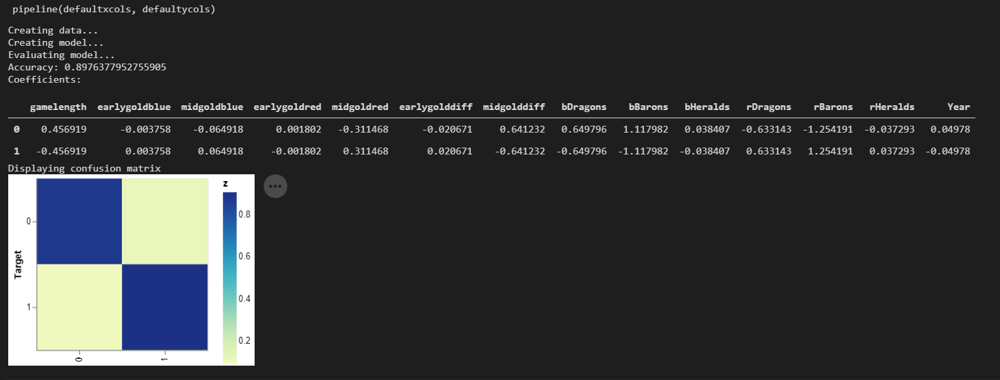 pipeline(defaultxcols, defaultycols)
Creating data...
Creating model...
Evaluating model...
Accuracy: 0.8976377952755905
Coefficients:
gamelength earlygoldblue midgoldblue earlygoldred midgoldred earlygolddiff midgolddiff bDragons bBarons bHeralds rDragons rBarons rHeralds Year
0 0.456919 -0.003758 -0.064918 0.001802 -0.311468 -0.020671 0.641232 0.649796 1.117982 0.038407 -0.633143 -1.254191 -0.037293 0.04978
1 -0.456919 0.003758 0.064918 -0.001802 0.311468 0.020671 -0.641232 -0.649796 -1.117982 -0.038407 0.633143 1.254191 0.037293 -0.04978
Displaying confusion matrix
z
0.8
0.6
0.4
0.2
Target
0
1
0 1